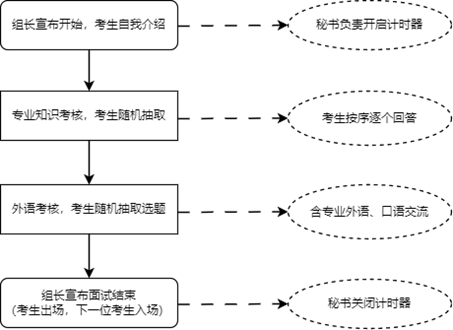 组长宣布开始，考生自我介绍
秘书负责开启计时器
专业知识考核，考生随机抽取
考生按序逐个回答
外语考核，考生随机抽取选题
含专业外语、口语交流
组长宣布面试结束
(考生出场，下一位考生入场)
秘书关闭计时器